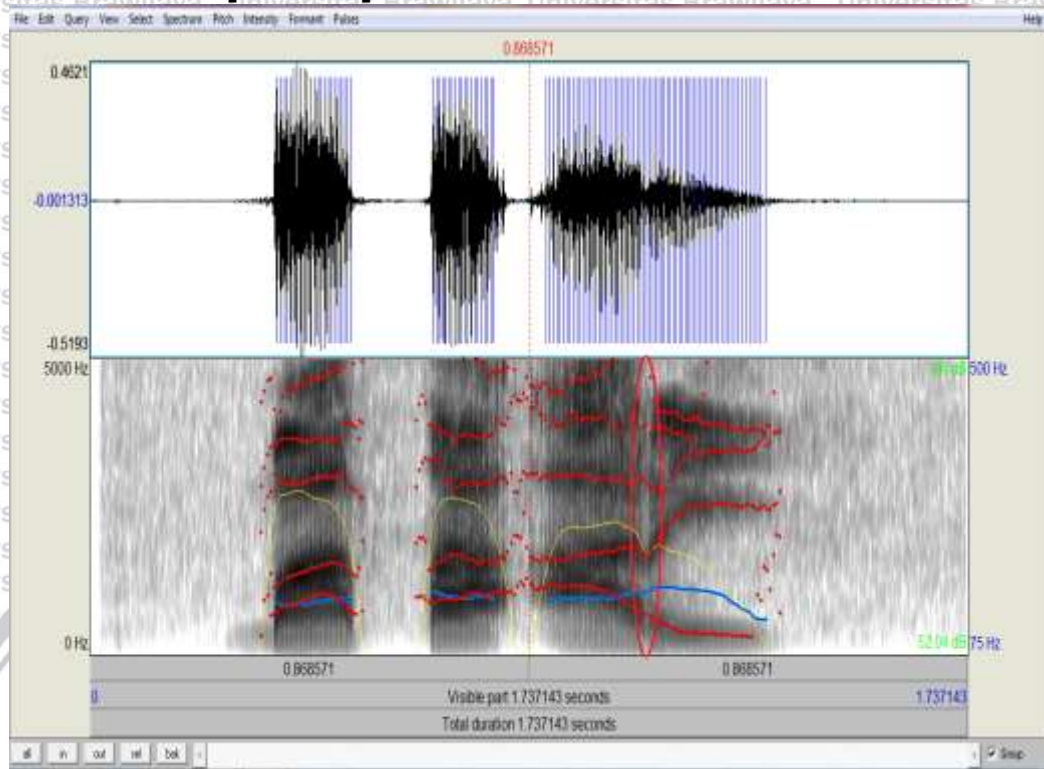 File Edit Query View Select Spectrum Pitch Intensity Formant Pulses Help
0.868571
0.4621
-0.001313
-0.5193
5000 Hz
500 Hz
0 Hz
52.04 dB 75 Hz
0.868571 0.868571
0 Visible part 1.737143 seconds 1.737143
Total duration 1.737143 seconds
all in out sel bak Group